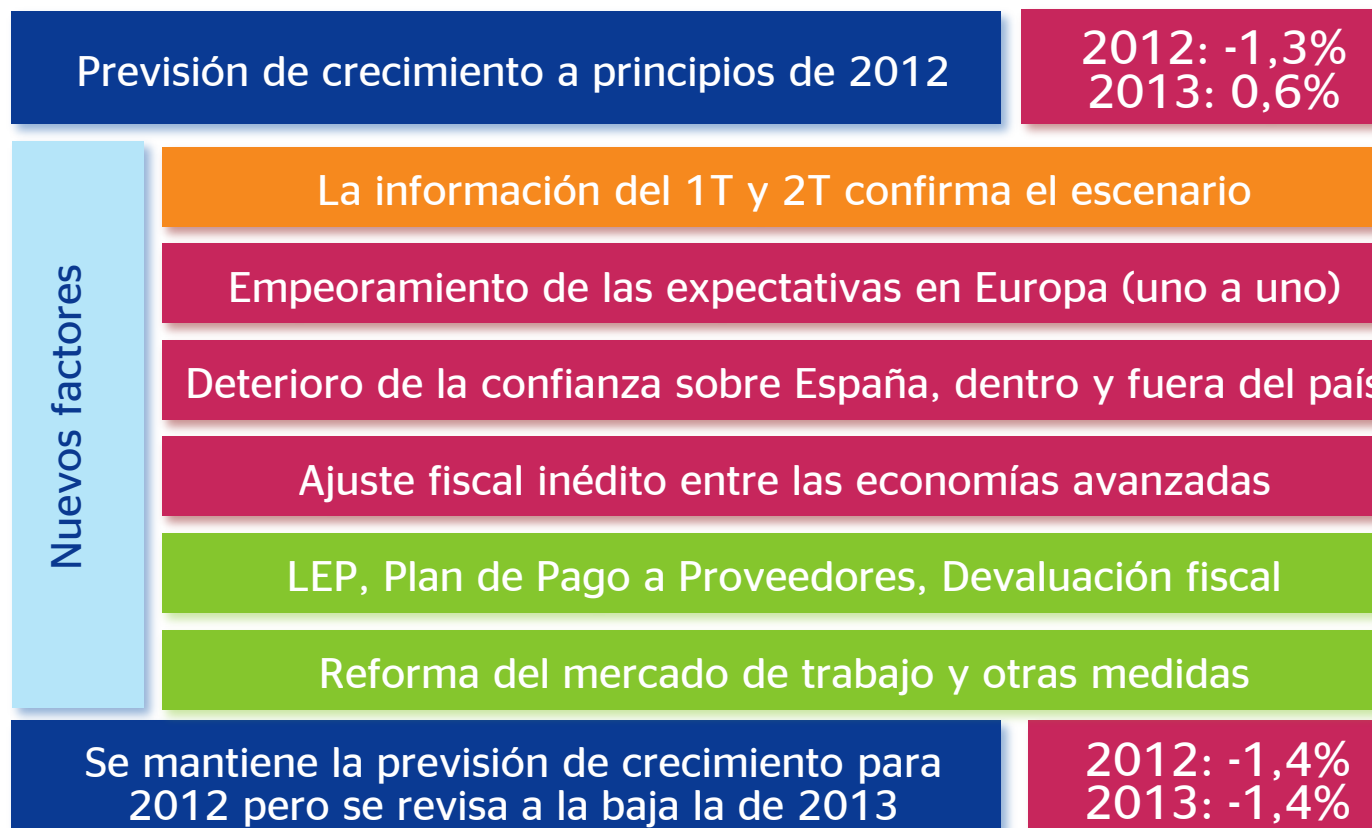 Previsión de crecimiento a principios de 2012
2012: -1,3%
2013: 0,6%
Nuevos factores
La información del 1T y 2T confirma el escenario
Empeoramiento de las expectativas en Europa (uno a uno)
Deterioro de la confianza sobre España, dentro y fuera del país
Ajuste fiscal inédito entre las economías avanzadas
LEP, Plan de Pago a Proveedores, Devaluación fiscal
Reforma del mercado de trabajo y otras medidas
Se mantiene la previsión de crecimiento para
2012 pero se revisa a la baja la de 2013
2012: -1,4%
2013: -1,4%